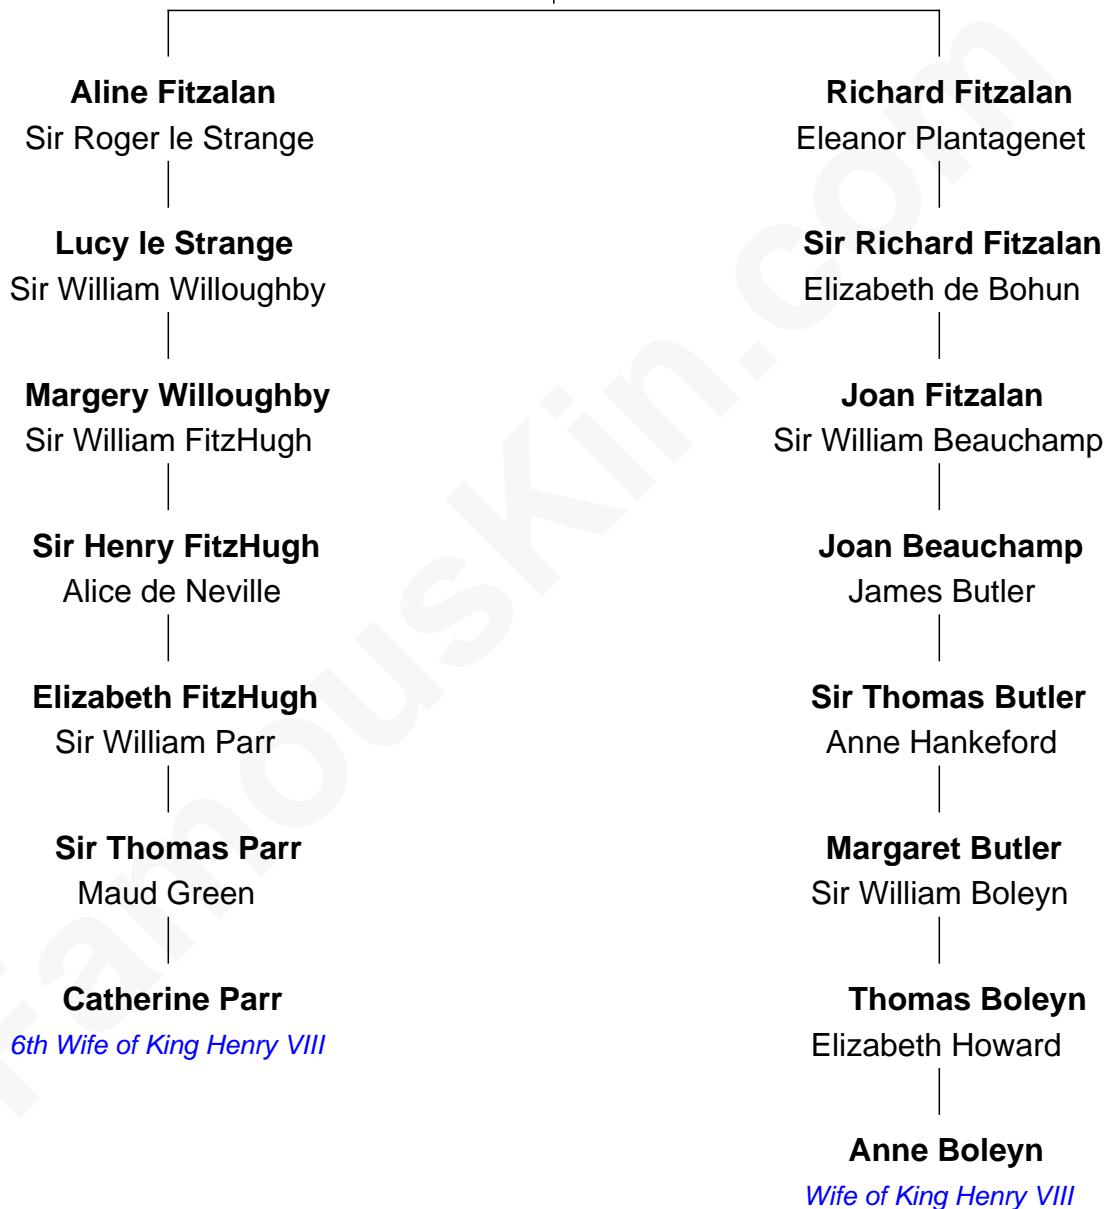 Aline Fitzalan
Sir Roger le Strange
Lucy le Strange
Sir William Willoughby
Margery Willoughby
Sir William FitzHugh
Sir Henry FitzHugh
Alice de Neville
Elizabeth FitzHugh
Sir William Parr
Sir Thomas Parr
Maud Green
Catherine Parr
6th Wife of King Henry VIII
Richard Fitzalan
Eleanor Plantagenet
Sir Richard Fitzalan
Elizabeth de Bohun
Joan Fitzalan
Sir William Beauchamp
Joan Beauchamp
James Butler
Sir Thomas Butler
Anne Hankeford
Margaret Butler
Sir William Boleyn
Thomas Boleyn
Elizabeth Howard
Anne Boleyn
Wife of King Henry VIII
FamousKin.com